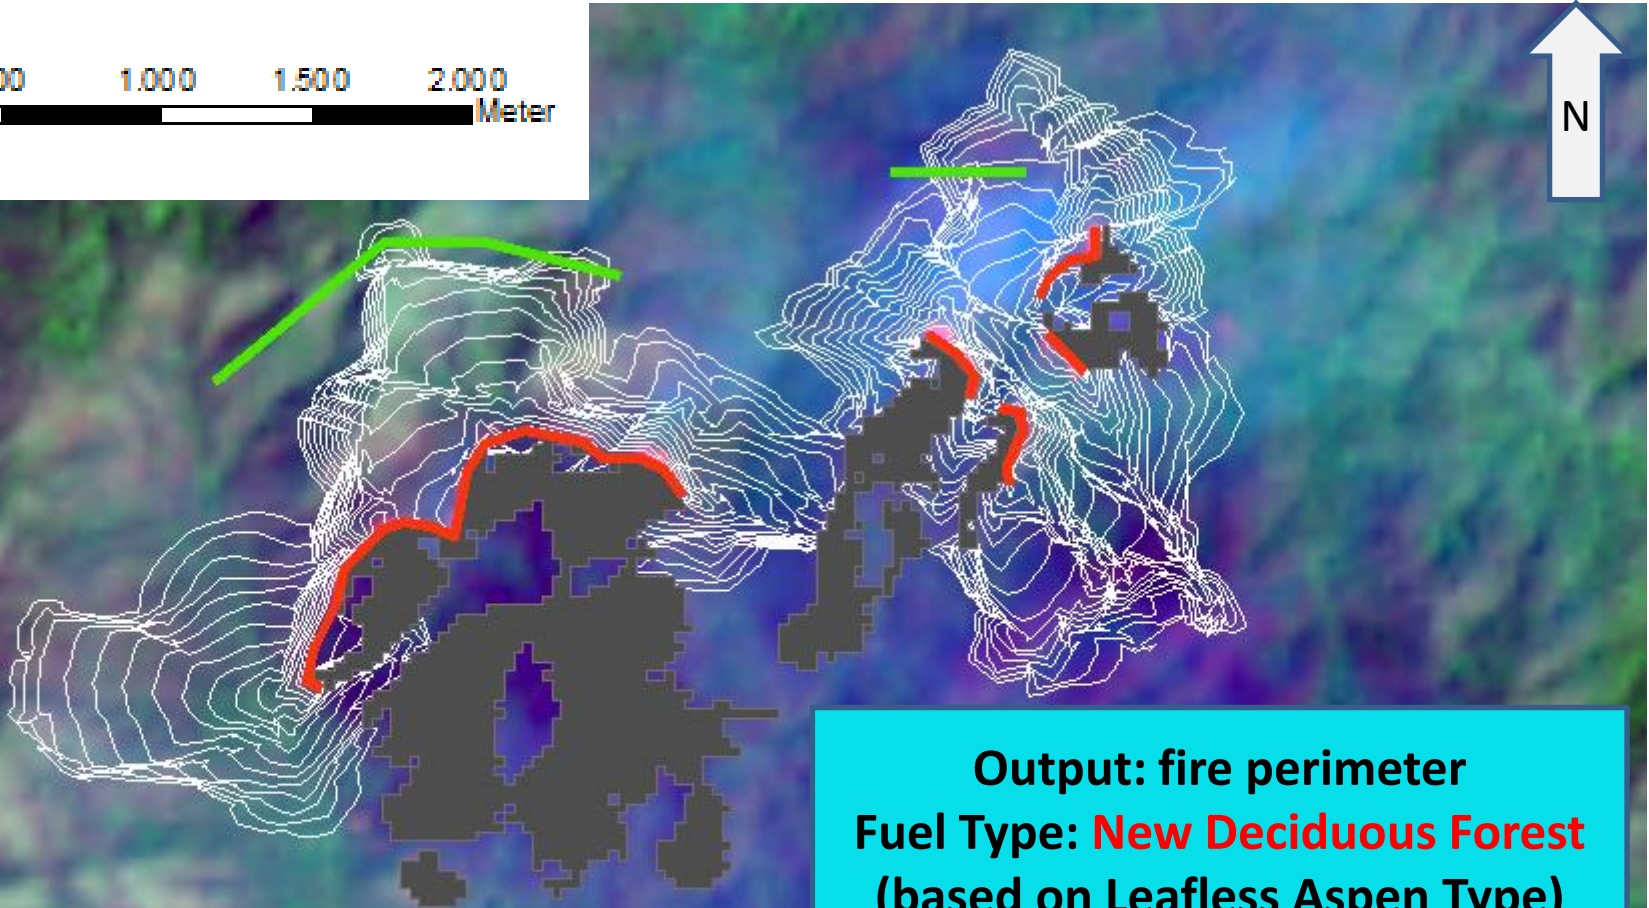 00 1.000 1.500 2.000
Meter
N
Output: fire perimeter
Fuel Type: New Deciduous Forest
(based on Leafless Aspen Type)